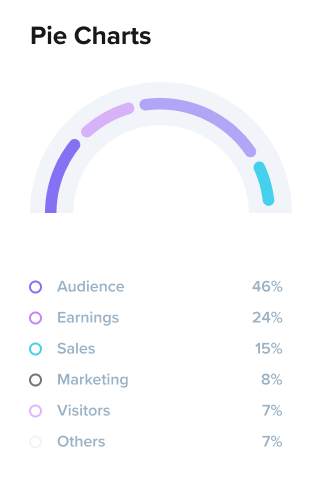 Pie Charts
Audience 46%
Earnings 24%
Sales 15%
Marketing 8%
Visitors 7%
Others 7%